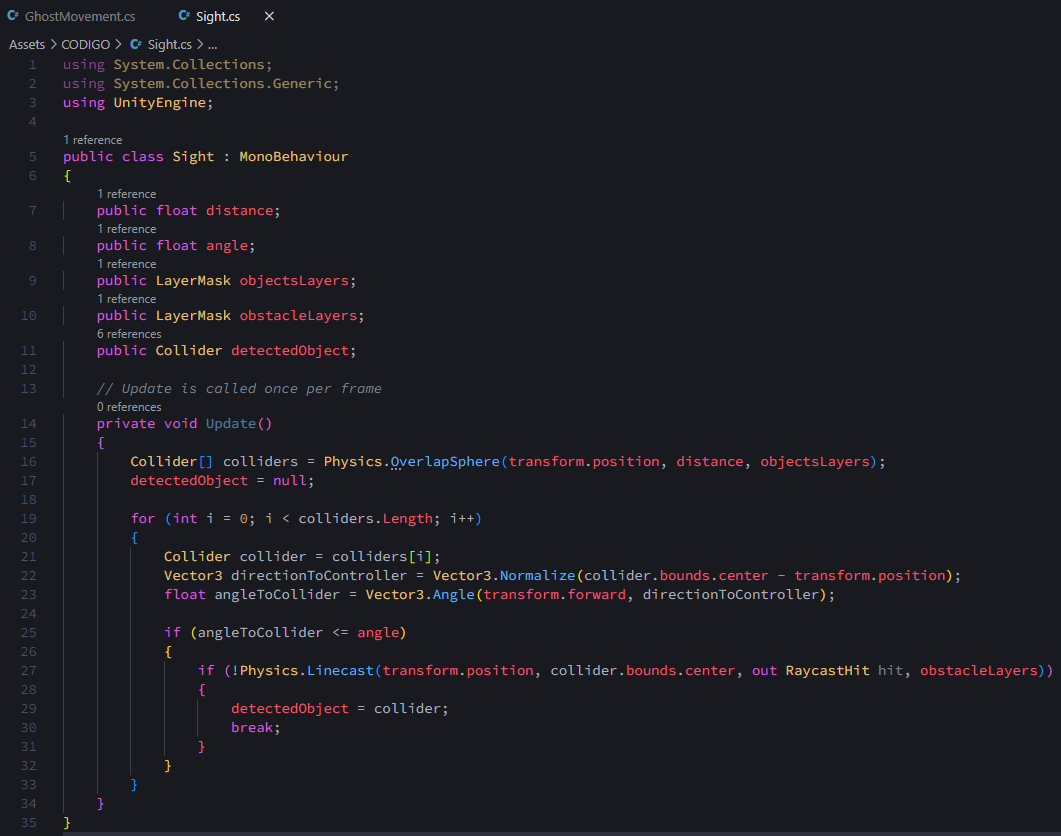 C# GhostMovement.cs C# Sight.cs ×
Assets > CODIGO > C# Sight.cs > ...
1 using System.Collections;
2 using System.Collections.Generic;
3 using UnityEngine;
4
1 reference
5 public class Sight : MonoBehaviour
6 {
1 reference
7 public float distance;
1 reference
8 public float angle;
1 reference
9 public LayerMask objectsLayers;
1 reference
10 public LayerMask obstacleLayers;
6 references
11 public Collider detectedObject;
12
13 // Update is called once per frame
0 references
14 private void Update()
15 {
16 Collider[] colliders = Physics.OverlapSphere(transform.position, distance, objectsLayers);
17 detectedObject = null;
18
19 for (int i = 0; i < colliders.Length; i++)
20 {
21 Collider collider = colliders[i];
22 Vector3 directionToController = Vector3.Normalize(collider.bounds.center - transform.position);
23 float angleToCollider = Vector3.Angle(transform.forward, directionToController);
24
25 if (angleToCollider <= angle)
26 {
27 if (!Physics.Linecast(transform.position, collider.bounds.center, out RaycastHit hit, obstacleLayers))
28 {
29 detectedObject = collider;
30 break;
31 }
32 }
33 }
34 }
35 }